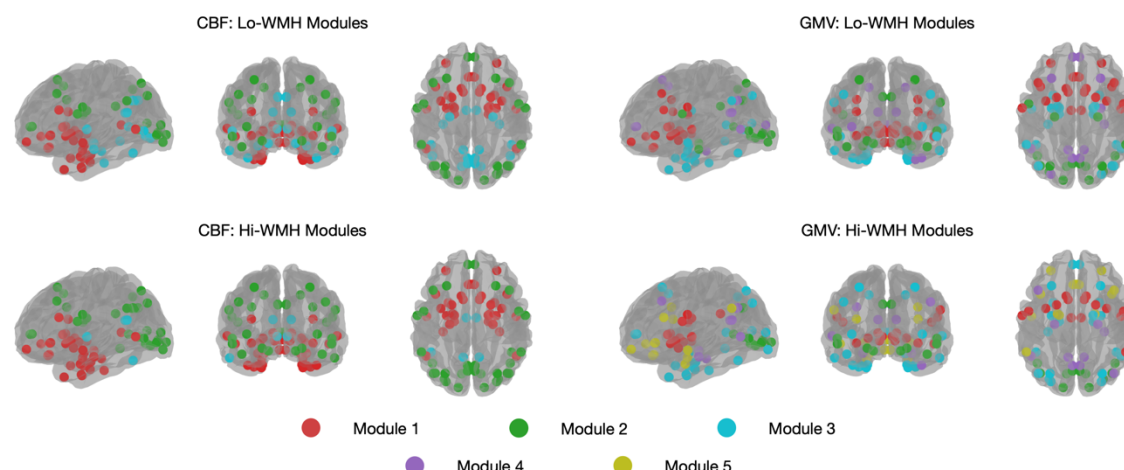 CBF: Lo-WMH Modules
GMV: Lo-WMH Modules
CBF: Hi-WMH Modules
GMV: Hi-WMH Modules
Module 1
Module 2
Module 3
Module 4
Module 5